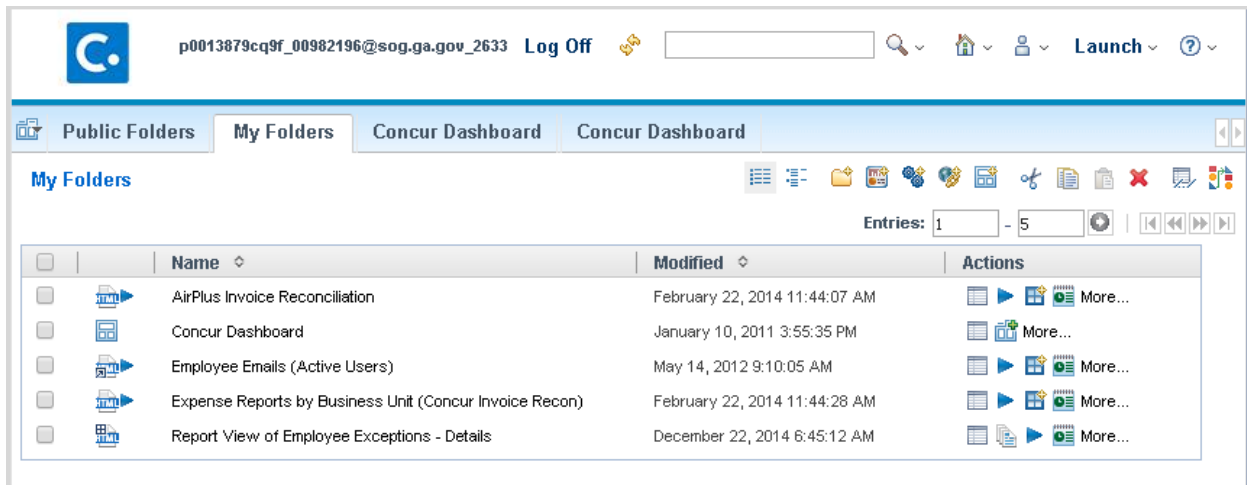 C.
p0013879cq9f_00982196@sog.ga.gov_2633 Log Off Launch ?
Public Folders My Folders Concur Dashboard Concur Dashboard
My Folders
Entries: 1 - 5
Name Modified Actions
HTML AirPlus Invoice Reconciliation February 22, 2014 11:44:07 AM More...
Concur Dashboard January 10, 2011 3:55:35 PM More...
HTML Employee Emails (Active Users) May 14, 2012 9:10:05 AM More...
HTML Expense Reports by Business Unit (Concur Invoice Recon) February 22, 2014 11:44:28 AM More...
HTML Report View of Employee Exceptions - Details December 22, 2014 6:45:12 AM More...